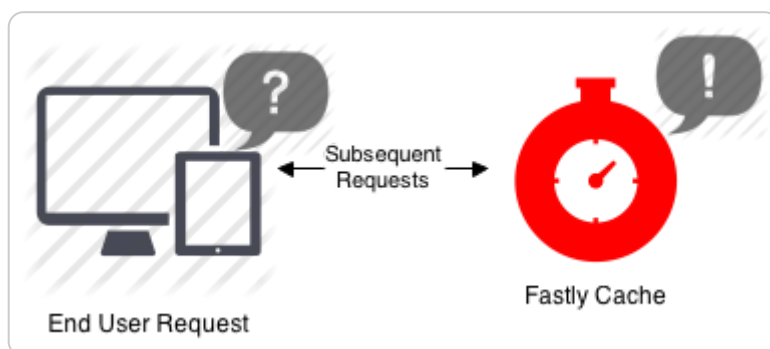 ?
!
Subsequent
Requests
End User Request
Fastly Cache